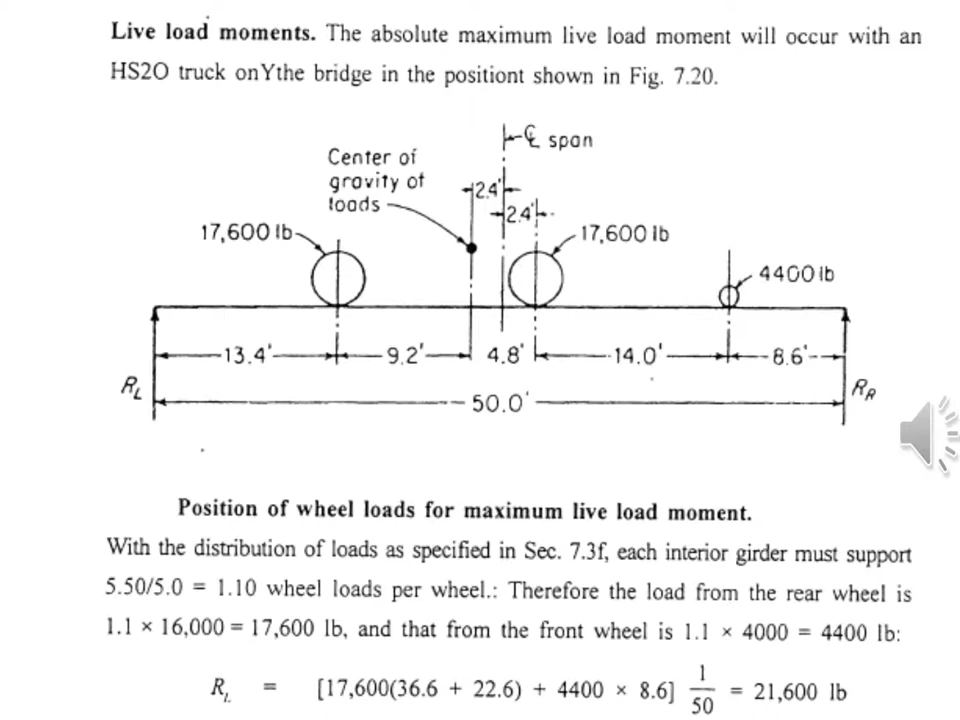 Live load moments. The absolute maximum live load moment will occur with an
HS2O truck onYthe bridge in the positiont shown in Fig. 7.20.
℄ span
Center of
gravity of
loads
2.4'
2.4'
17,600 lb
17,600 lb
4400 lb
13.4'
9.2'
4.8'
14.0'
8.6'
R_L
50.0'
R_R
Position of wheel loads for maximum live load moment.
With the distribution of loads as specified in Sec. 7.3f, each interior girder must support
5.50/5.0 = 1.10 wheel loads per wheel.: Therefore the load from the rear wheel is
1.1 × 16,000 = 17,600 lb, and that from the front wheel is 1.1 × 4000 = 4400 lb:
R_L = [17,600(36.6 + 22.6) + 4400 × 8.6] 1/50 = 21,600 lb